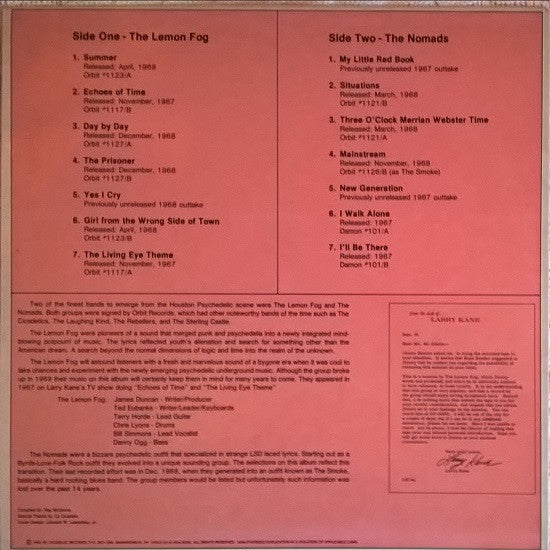 Side One - The Lemon Fog
1. Summer
Released: April, 1968
Orbit #1123/A
2. Echoes of Time
Released: November, 1967
Orbit #1117/B
3. Day by Day
Released: December, 1968
Orbit #1127/A
4. The Prisoner
Released: December, 1968
Orbit #1127/B
5. Yes I Cry
Previously unreleased 1968 outtake
6. Girl from the Wrong Side of Town
Released: April, 1968
Orbit #1123/B
7. The Living Eye Theme
Released: November, 1967
Orbit #1117/A
Side Two - The Nomads
1. My Little Red Book
Previously unreleased 1967 outtake
2. Situations
Released: March, 1968
Orbit #1121/B
3. Three O'Clock Merrian Webster Time
Released: March, 1968
Orbit #1121/A
4. Mainstream
Released: November, 1968
Orbit #1126/B (as The Smoke)
5. New Generation
Previously unreleased 1967 outtake
6. I Walk Alone
Released: 1967
Damon #101/A
7. I'll Be There
Released: 1967
Damon #101/B
Two of the finest bands to emerge from the Houston Psychedelic scene were The Lemon Fog and The
Nomads. Both groups were signed by Orbit Records, which had other noteworthy bands of the time such as The
Cicadelics, The Laughing Kind, The Rebellers, and The Sterling Castle.
The Lemon Fog were pioneers of a sound that merged punk and psychedelia into a newly integrated mind-
blowing potpourri of music. The lyrics reflected youth's alienation and search for something other than the
American dream. A search beyond the normal dimensions of logic and time into the realm of the unknown.
The Lemon Fog will astound listeners with a fresh and marvelous sound of a bygone era when it was cool to
take chances and experiment with the newly emerging psychedelic underground. Although the group broke
up in 1969 their music on this album will certainly keep them in mind for many years to come. They appeared in
1967 on Larry Kane's TV show doing "Echoes of Time" and "The Living Eye Theme"
The Lemon Fog: James Duncan - Writer/Producer
Ted Eubanks - Writer/Leader/Keyboards
Terry Horde - Lead Guitar
Chris Lyons - Drums
Bill Simmons - Lead Vocalist
Danny Ogg - Bass
The Nomads were a bizzare psychedelic outfit that specialized in strange LSD laced lyrics. Starting out as a
Byrds-Love-Folk Rock outfit they evolved into a unique sounding group. The selections on this album reflect this
transition. Their last recorded effort was in Dec. 1968, when they generated into an outfit known as The Smoke,
basically a hard rocking blues band. The group members would be listed but unfortunately such information was
lost over the past 14 years.
from the desk of
LARRY KANE
Larry Kane